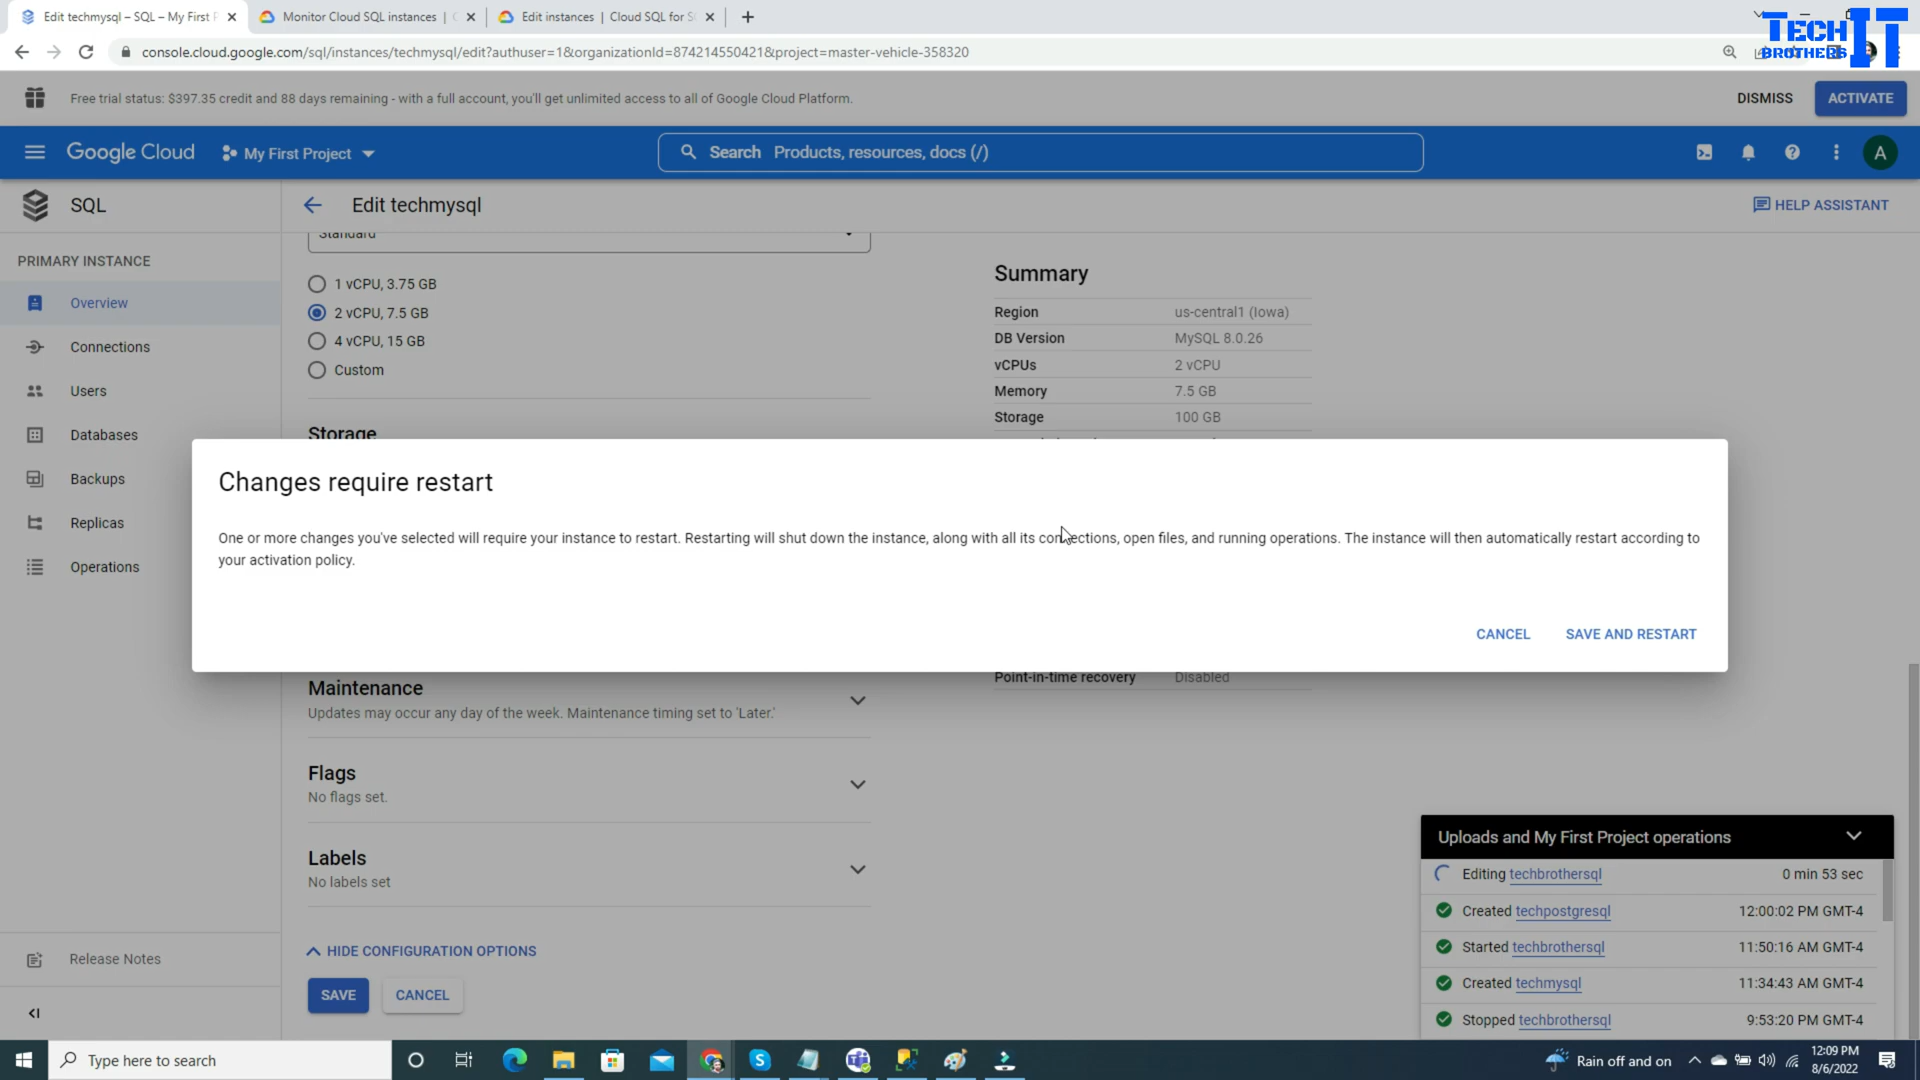 Edit techmysql – SQL – My First P
Monitor Cloud SQL instances | C
Edit instances | Cloud SQL for S
TECH IT
BROTHERS
console.cloud.google.com/sql/instances/techmysql/edit?authuser=1&organizationId=874214550421&project=master-vehicle-358320
Free trial status: $397.35 credit and 88 days remaining - with a full account, you'll get unlimited access to all of Google Cloud Platform.
DISMISS
ACTIVATE
Google Cloud
My First Project
Search Products, resources, docs (/)
A
SQL
Edit techmysql
HELP ASSISTANT
PRIMARY INSTANCE
Overview
Connections
Users
Databases
Backups
Replicas
Operations
Release Notes
Standard
1 vCPU, 3.75 GB
2 vCPU, 7.5 GB
4 vCPU, 15 GB
Custom
Storage
Summary
Region us-central1 (Iowa)
DB Version MySQL 8.0.26
vCPUs 2 vCPU
Memory 7.5 GB
Storage 100 GB
Changes require restart
One or more changes you've selected will require your instance to restart. Restarting will shut down the instance, along with all its connections, open files, and running operations. The instance will then automatically restart according to
your activation policy.
CANCEL
SAVE AND RESTART
Point-in-time recovery Disabled
Maintenance
Updates may occur any day of the week. Maintenance timing set to 'Later.'
Flags
No flags set.
Labels
No labels set
HIDE CONFIGURATION OPTIONS
SAVE
CANCEL
Uploads and My First Project operations
Editing techbrothersql 0 min 53 sec
Created techpostgresql 12:00:02 PM GMT-4
Started techbrothersql 11:50:16 AM GMT-4
Created techmysql 11:34:43 AM GMT-4
Stopped techbrothersql 9:53:20 PM GMT-4
Type here to search
Rain off and on
12:09 PM
8/6/2022